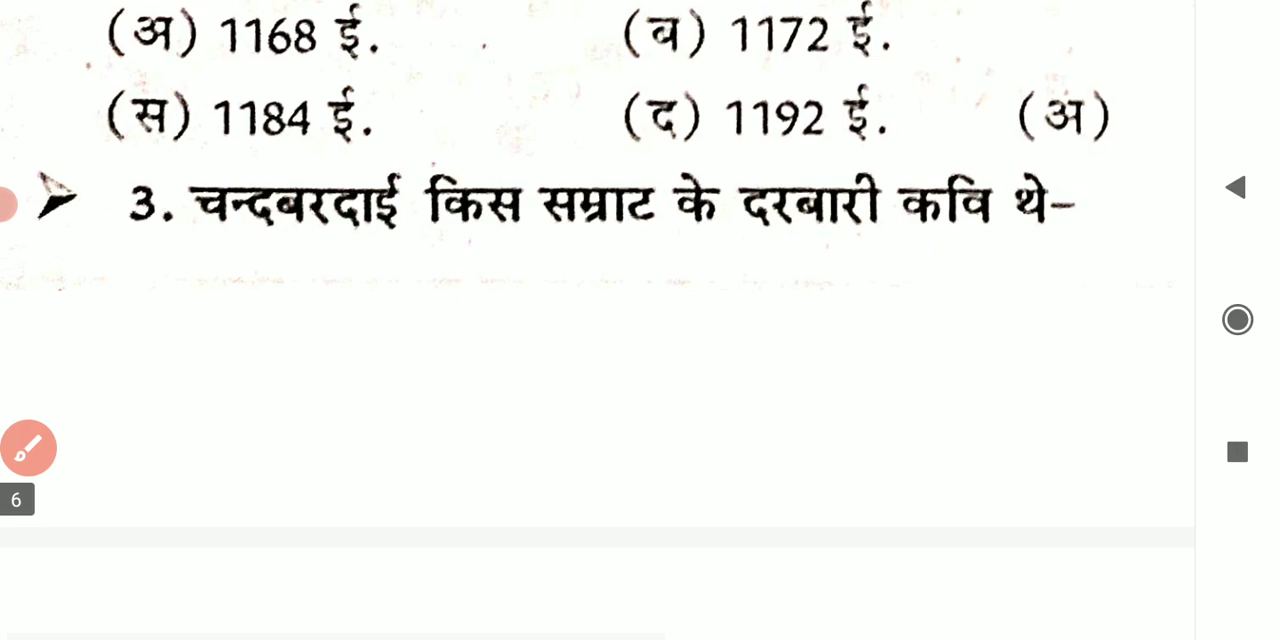 (अ) 1168 ई. (ब) 1172 ई.
(स) 1184 ई. (द) 1192 ई. (अ)
3. चन्दबरदाई किस सम्राट के दरबारी कवि थे-
6